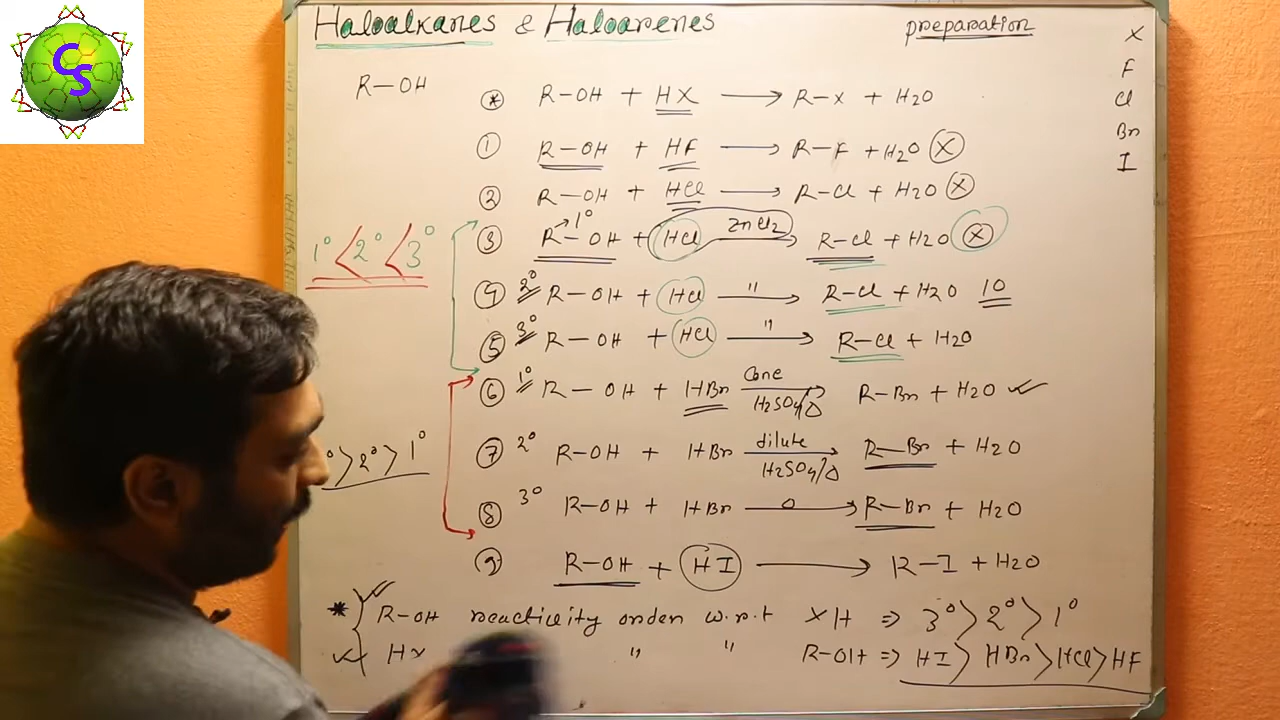 CS
Haloalkanes & Haloarenes
preparation
X
F
Cl
Br
I
R-OH
* R-OH + HX → R-X + H2O
1 R-OH + HF → R-F + H2O X
2 R-OH + HCl → R-Cl + H2O X
3 R-OH 1° + HCl ZnCl2 → R-Cl + H2O X
1° < 2° < 3°
4 2° R-OH + HCl " → R-Cl + H2O 10
5 3° R-OH + HCl " → R-Cl + H2O
6 1° R-OH + HBr Conc H2SO4/Δ → R-Br + H2O ✓
> 2° > 1°
7 2° R-OH + HBr dilute H2SO4/Δ → R-Br + H2O
8 3° R-OH + HBr Δ → R-Br + H2O
9 R-OH + HI → R-I + H2O
* R-OH reactivity order w.r.t XH ⇒ 3° > 2° > 1°
HX " " R-OH ⇒ HI > HBr > HCl > HF